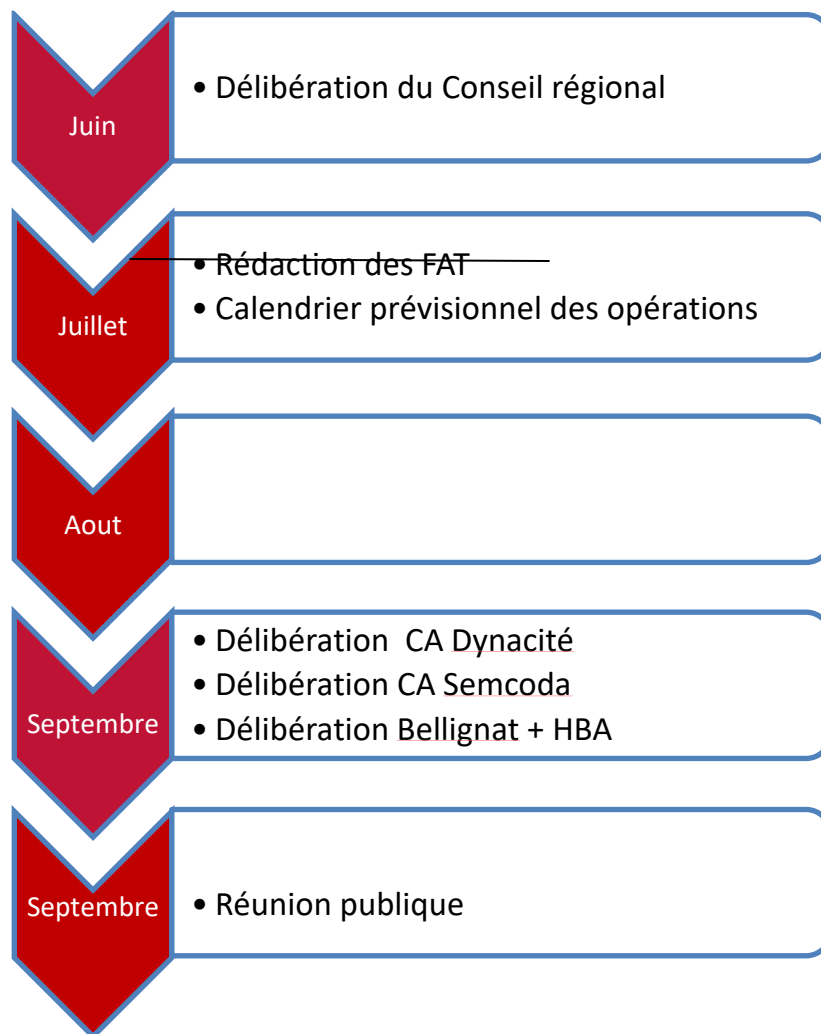 Juin
• Délibération du Conseil régional
Juillet
• Rédaction des FAT
• Calendrier prévisionnel des opérations
Aout
Septembre
• Délibération  CA Dynacité
• Délibération CA Semcoda
• Délibération Bellignat + HBA
Septembre
• Réunion publique